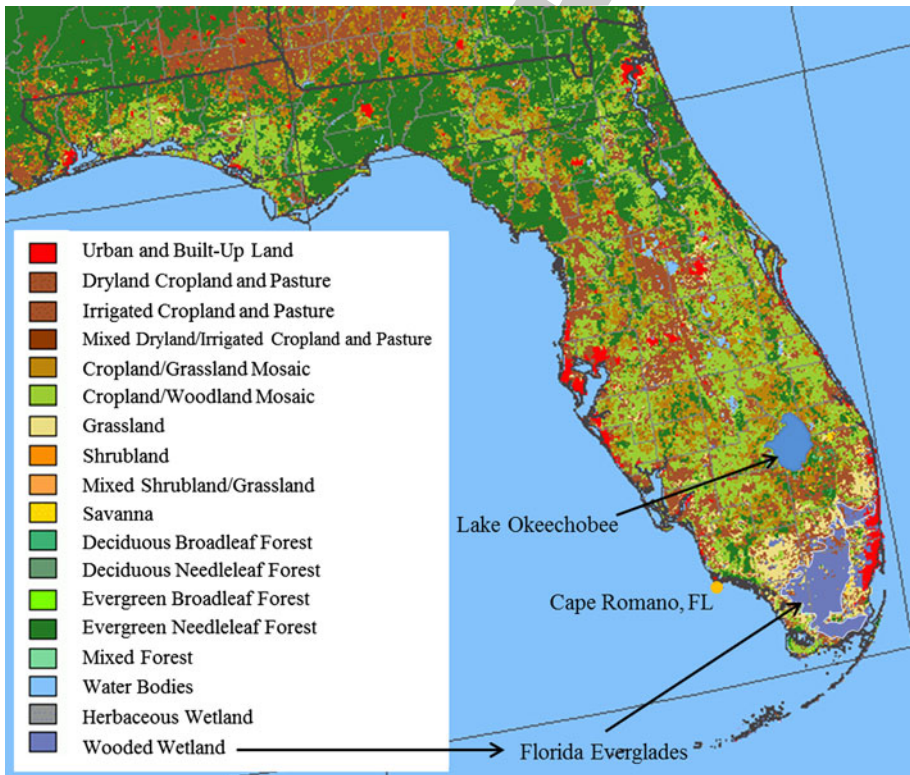 Urban and Built-Up Land
Dryland Cropland and Pasture
Irrigated Cropland and Pasture
Mixed Dryland/Irrigated Cropland and Pasture
Cropland/Grassland Mosaic
Cropland/Woodland Mosaic
Grassland
Shrubland
Mixed Shrubland/Grassland
Savanna
Deciduous Broadleaf Forest
Deciduous Needleleaf Forest
Evergreen Broadleaf Forest
Evergreen Needleleaf Forest
Mixed Forest
Water Bodies
Herbaceous Wetland
Wooded Wetland
Lake Okeechobee
Cape Romano, FL
Florida Everglades